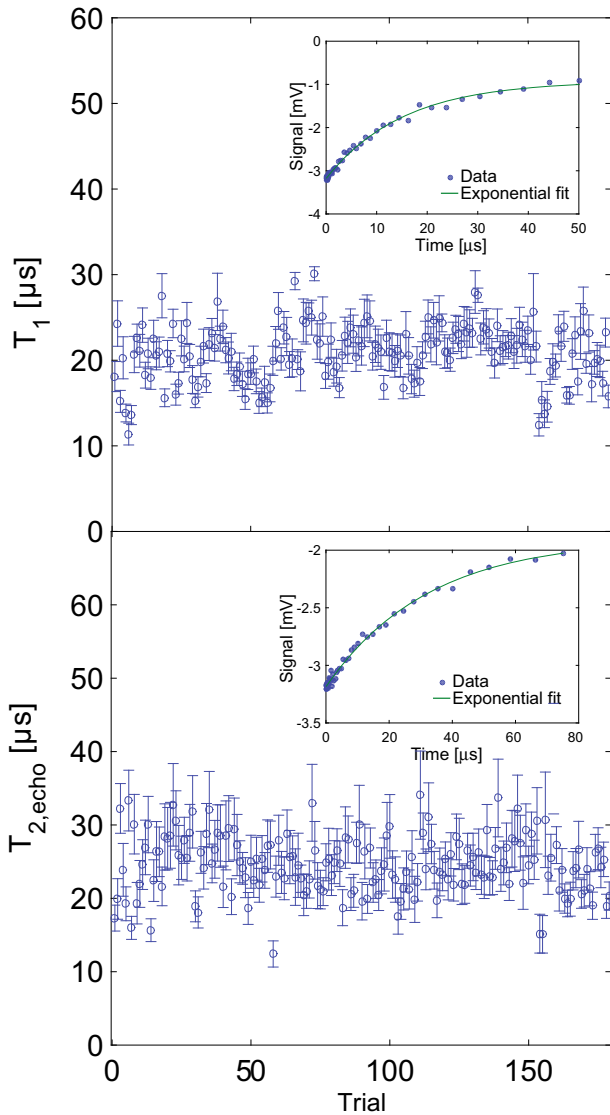 60
50
40
30
20
10
0
T1 [μs]
0
-1
-2
-3
-4
Signal [mV]
Data
Exponential fit
0 10 20 30 40 50
Time [μs]
60
50
40
30
20
10
0
T2,echo [μs]
-2
-2.5
-3
-3.5
Signal [mV]
Data
Exponential fit
0 20 40 60 80
Time [μs]
0 50 100 150
Trial